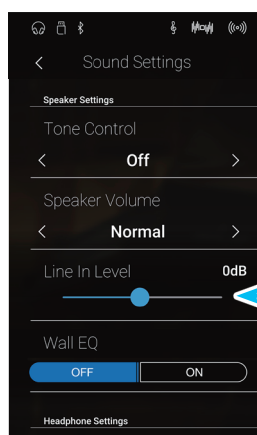 Sound Settings
Speaker Settings
Tone Control
Off
Speaker Volume
Normal
Line In Level 0dB
Wall EQ
OFF ON
Headphone Settings